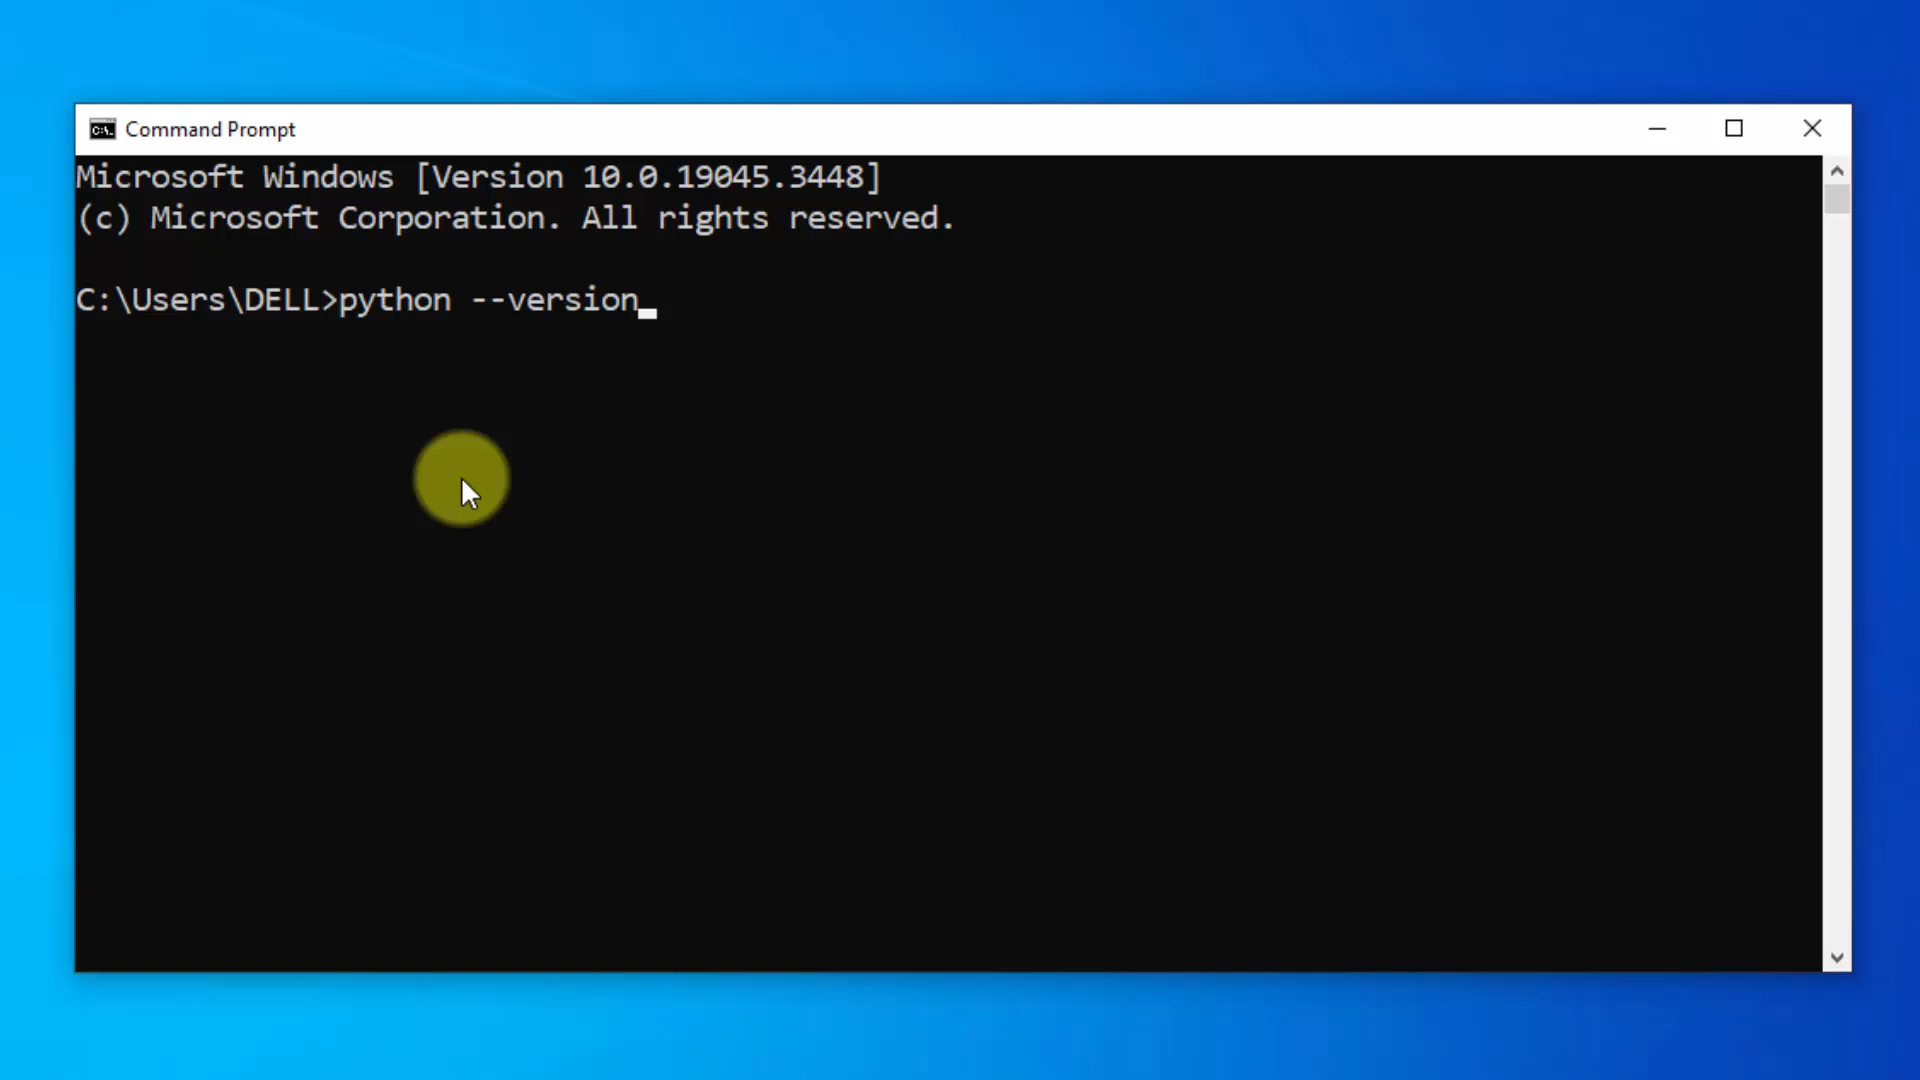 Command Prompt
Microsoft Windows [Version 10.0.19045.3448]
(c) Microsoft Corporation. All rights reserved.
C:\Users\DELL>python --version